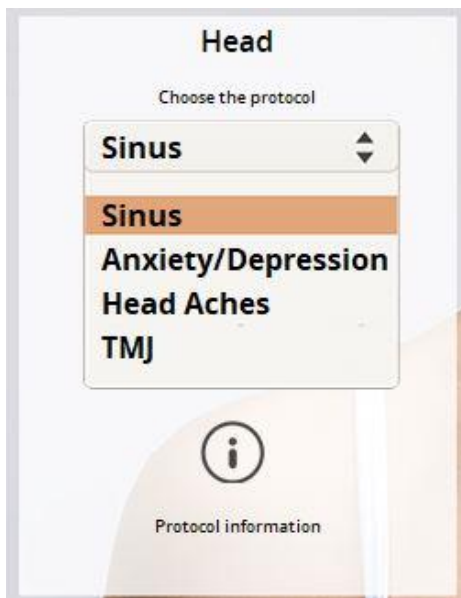 Head
Choose the protocol
Sinus
Sinus
Anxiety/Depression
Head Aches
TMJ
i
Protocol information